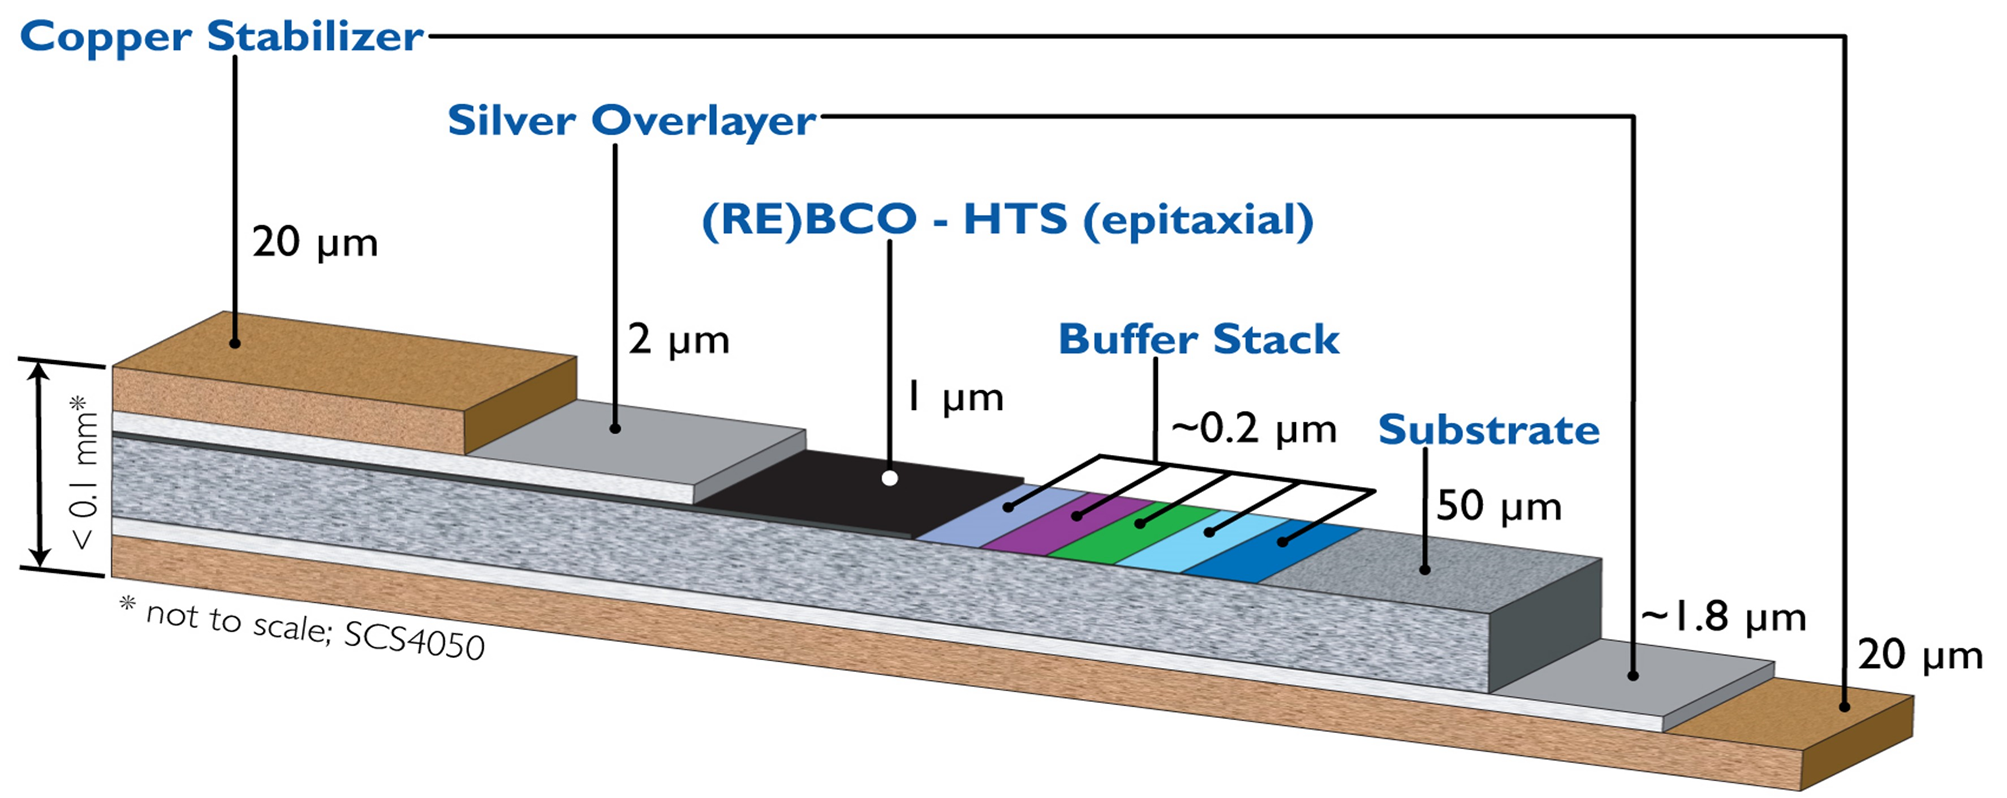 Copper Stabilizer
Silver Overlayer
(RE)BCO - HTS (epitaxial)
20 µm
2 µm
Buffer Stack
1 µm
~0.2 µm
Substrate
< 0.1 mm*
50 µm
* not to scale; SCS4050
~1.8 µm
20 µm